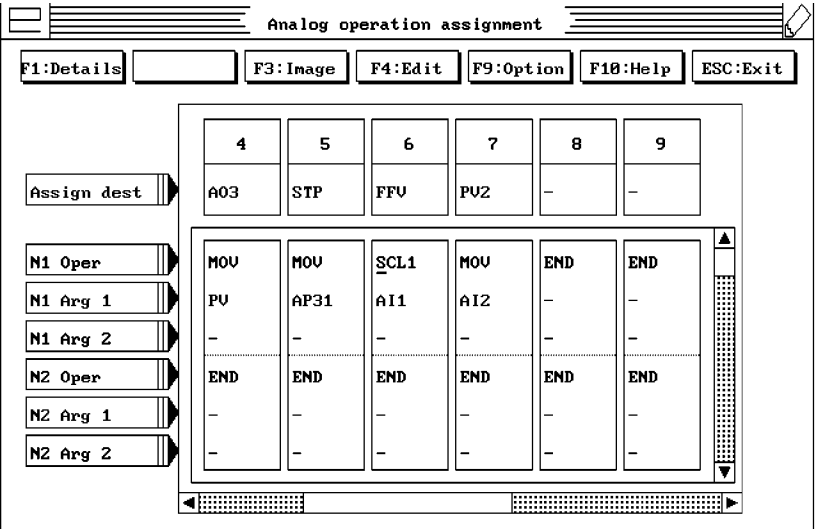 Analog operation assignment
F1:Details F3:Image F4:Edit F9:Option F10:Help ESC:Exit
4 5 6 7 8 9
Assign dest AO3 STP FFV PV2 - -
N1 Oper MOV MOV SCL1 MOV END END
N1 Arg 1 PV AP31 AI1 AI2 - -
N1 Arg 2 - - - - - -
N2 Oper END END END END END END
N2 Arg 1 - - - - - -
N2 Arg 2 - - - - - -